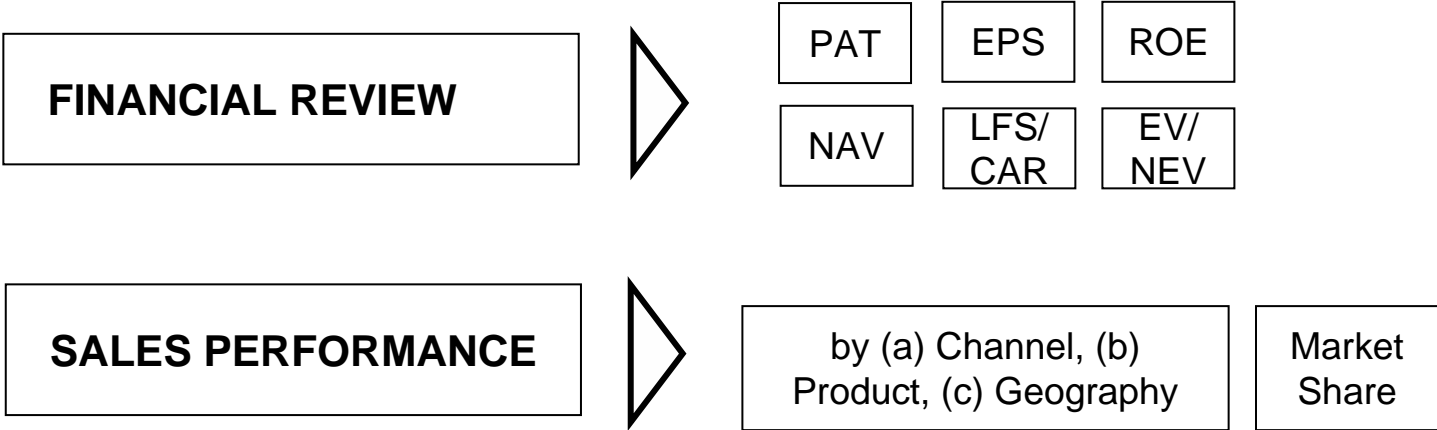 FINANCIAL REVIEW
PAT
EPS
ROE
NAV
LFS/
CAR
EV/
NEV
SALES PERFORMANCE
by (a) Channel, (b)
Product, (c) Geography
Market
Share